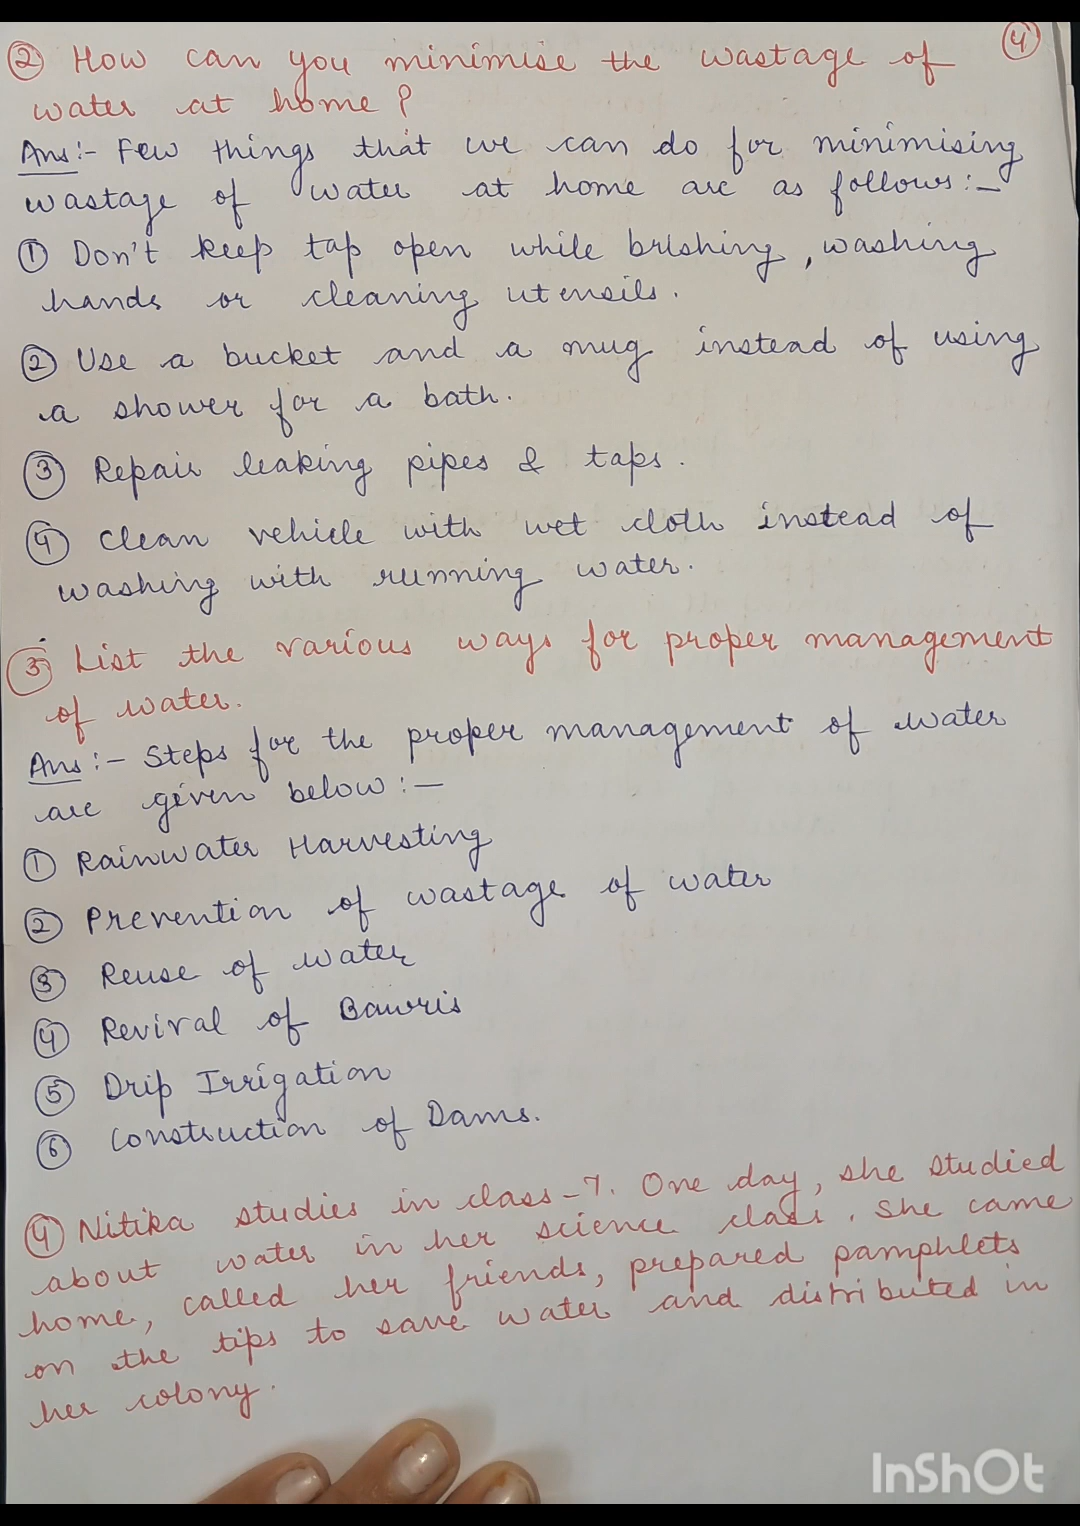 ② How can you minimise the wastage of ④
water at home ?
Ans:- Few things that we can do for minimising
wastage of water at home are as follows:-
① Don't keep tap open while brushing, washing
hands or cleaning utensils.
② Use a bucket and a mug instead of using
a shower for a bath.
③ Repair leaking pipes & taps.
④ Clean vehicle with wet cloth instead of
washing with running water.
③ List the various ways for proper management
of water.
Ans:- Steps for the proper management of water
are given below:-
① Rainwater Harvesting
② Prevention of wastage of water
③ Reuse of water
④ Revival of Bawris
⑤ Drip Irrigation
⑥ Construction of Dams.
④ Nitika studies in class-7. One day, she studied
about water in her science class. She came
home, called her friends, prepared pamphlets
on the tips to save water and distributed in
her colony.
InShOt